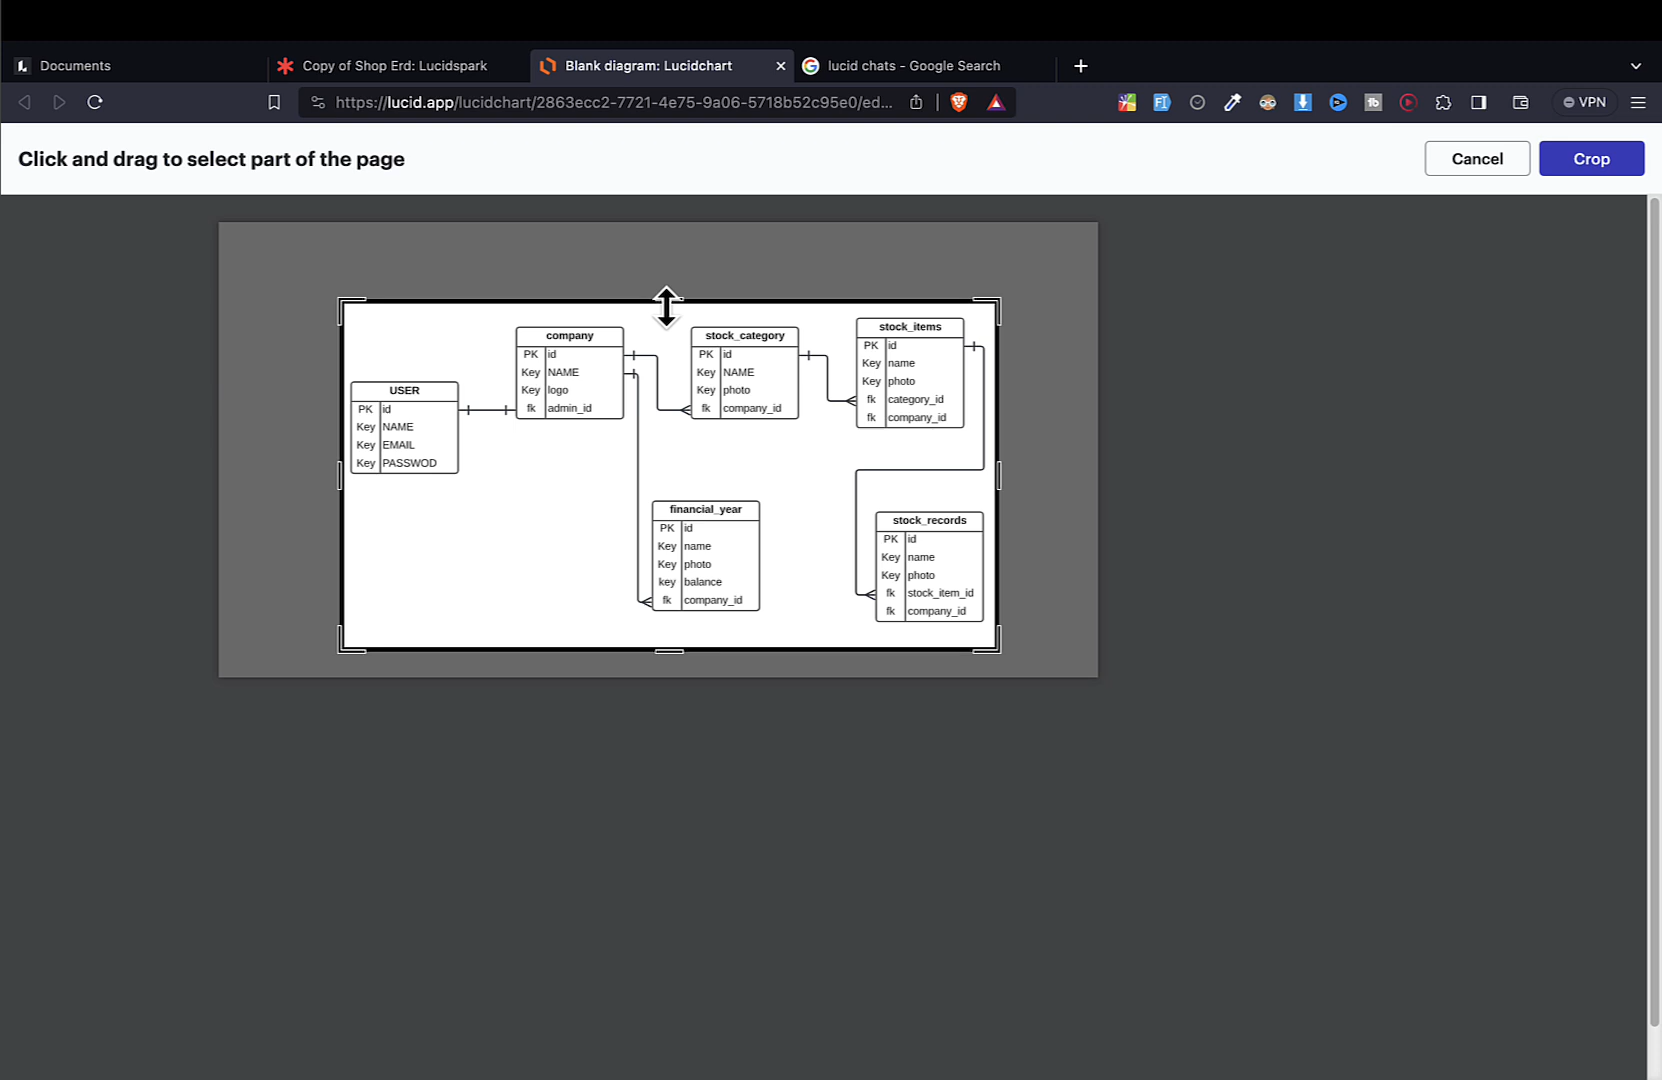 Documents
Copy of Shop Erd: Lucidspark
Blank diagram: Lucidchart
lucid chats - Google Search
https://lucid.app/lucidchart/2863ecc2-7721-4e75-9a06-5718b52c95e0/ed...
VPN
Click and drag to select part of the page
Cancel
Crop
USER
PK id
Key NAME
Key EMAIL
Key PASSWOD
company
PK id
Key NAME
Key logo
fk admin_id
stock_category
PK id
Key NAME
Key photo
fk company_id
stock_items
PK id
Key name
Key photo
fk category_id
fk company_id
financial_year
PK id
Key name
Key photo
key balance
fk company_id
stock_records
PK id
Key name
Key photo
fk stock_item_id
fk company_id